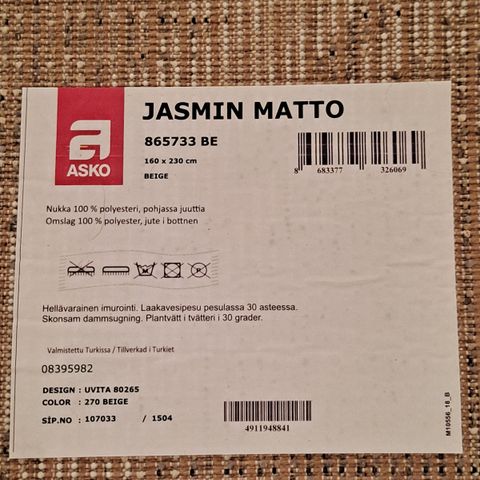 a
ASKO
JASMIN MATTO
865733 BE
160 x 230 cm
BEIGE
8 683377 326069
Nukka 100 % polyesteri, pohjassa juuttia
Omslag 100 % polyester, jute i bottnen
P
Hellävarainen imurointi. Laakavesipesu pesulassa 30 asteessa.
Skonsam dammsugning. Plantvätt i tvätteri i 30 grader.
Valmistettu Turkissa / Tillverkad i Turkiet
08395982
DESIGN : UVITA 80265
COLOR : 270 BEIGE
SİP.NO : 107033 / 1504
4911948841
M10556_16_B